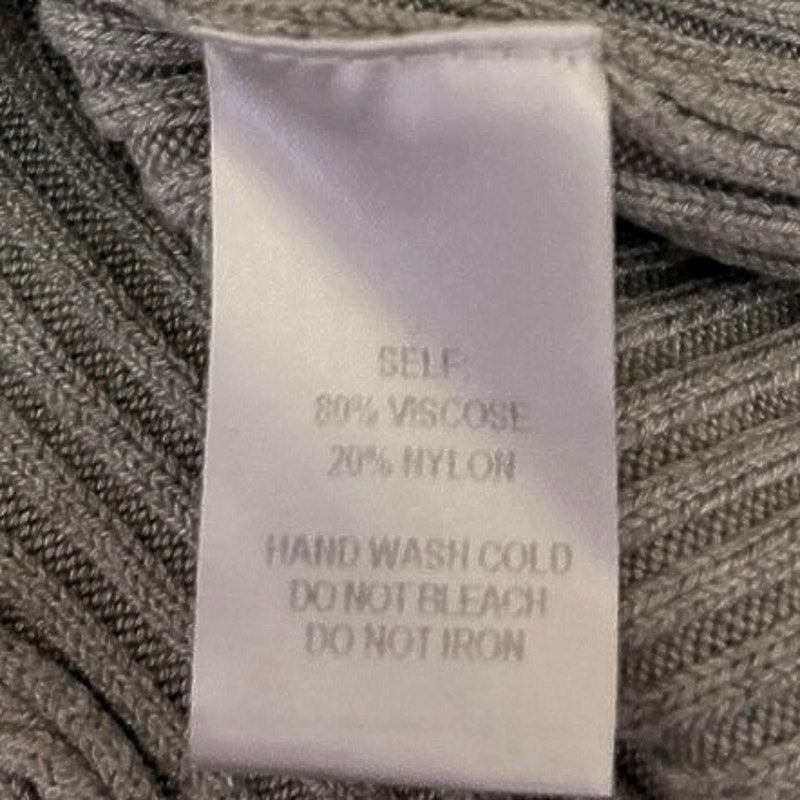 SELF:
80% VISCOSE
20% NYLON
HAND WASH COLD
DO NOT BLEACH
DO NOT IRON